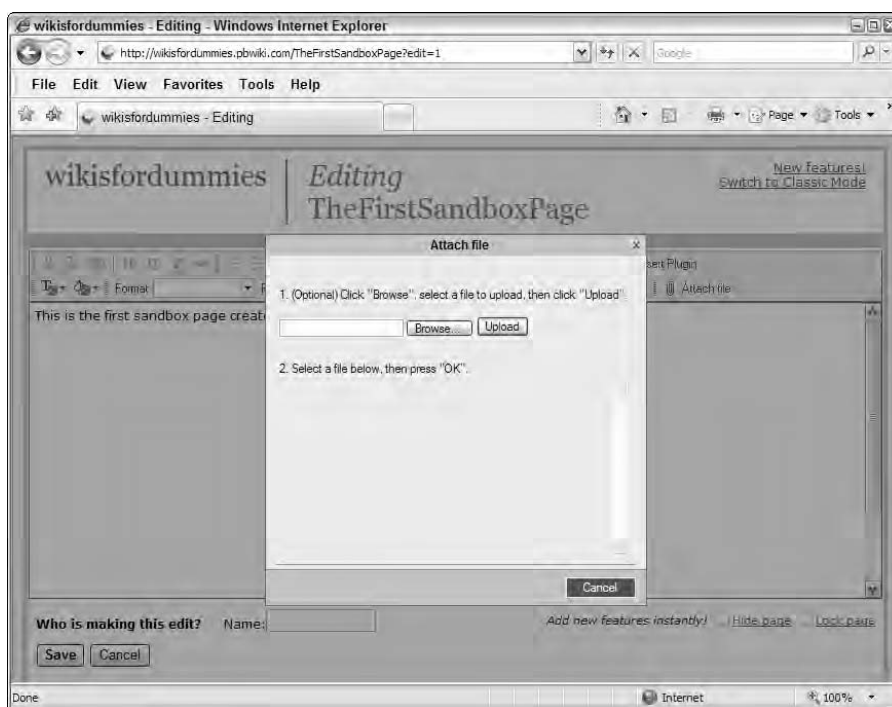 wikisfordummies - Editing - Windows Internet Explorer
http://wikisfordummies.pbwiki.com/TheFirstSandboxPage?edit=1
Google
File Edit View Favorites Tools Help
wikisfordummies - Editing
Page Tools
wikisfordummies
Editing
TheFirstSandboxPage
New features!
Switch to Classic Mode
Attach file x
Plugin
Format
Attach file
1. (Optional) Click "Browse", select a file to upload, then click "Upload"
This is the first sandbox page
Browse... Upload
2. Select a file below, then press "OK".
Cancel
Who is making this edit? Name:
Add new features instantly! Hide page Lock page
Save Cancel
Done Internet 100%